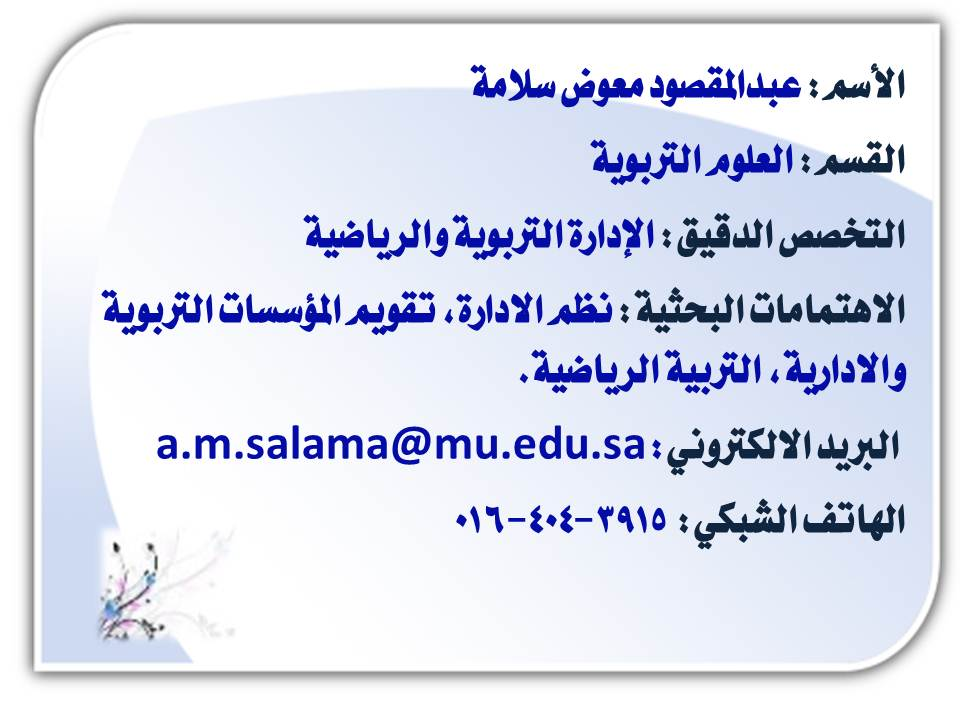 الأسم: عبدالمقصود معوض سلامة
القسم: العلوم التربوية
التخصص الدقيق: الإدارة التربوية والرياضية
الاهتمامات البحثية: نظم الادارة، تقويم المؤسسات التربوية
والادارية، التربية الرياضية.
البريد الالكتروني: a.m.salama@mu.edu.sa
الهاتف الشبكي: ٠١٦-٤٠٤-٣٩١٥